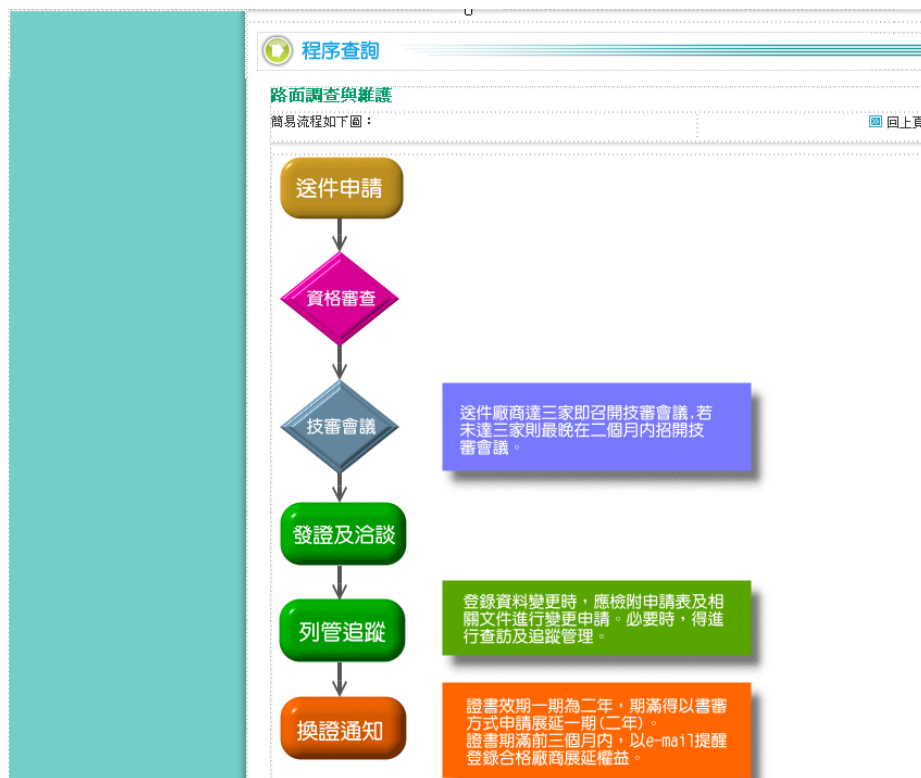 程序查詢
路面調查與維護
簡易流程如下圖：
回上頁
送件申請
資格審查
技審會議
送件廠商達三家即召開技審會議.若
未達三家則最晚在二個月內招開技
審會議。
發證及洽談
列管追蹤
登錄資料變更時，應檢附申請表及相
關文件進行變更申請。必要時，得進
行查訪及追蹤管理。
換證通知
證書效期一期為二年，期滿得以書審
方式申請展延一期(二年)。
證書期滿前三個月內，以e-mail提醒
登錄合格廠商展延權益。